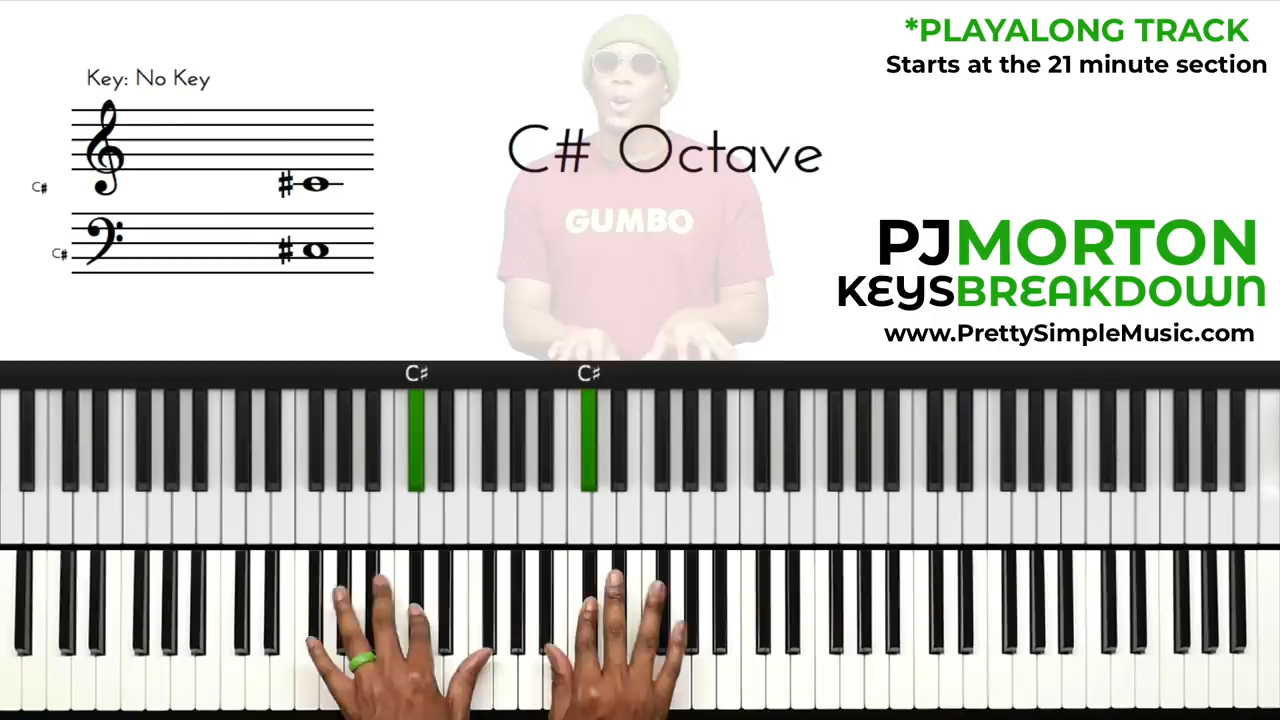 *PLAYALONG TRACK
Starts at the 21 minute section
Key: No Key
C# Octave
C#
C#
GUMBO
PJMORTON
KEYSBREAKDOWN
www.PrettySimpleMusic.com
C♯
C♯